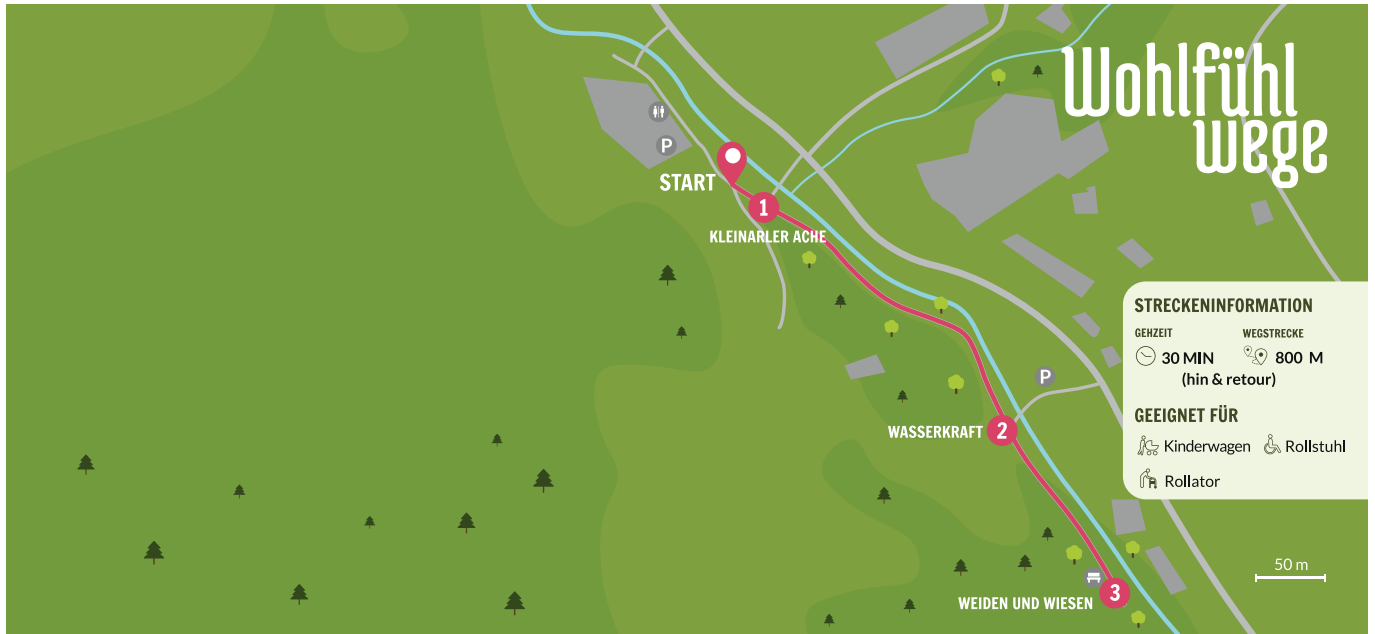 Wohlfühl
wege
P
START
1
KLEINARLER ACHE
P
WASSERKRAFT 2
WEIDEN UND WIESEN 3
STRECKENINFORMATION
GEHZEIT WEGSTRECKE
30 MIN 800 M
(hin & retour)
GEEIGNET FÜR
Kinderwagen Rollstuhl
Rollator
50 m